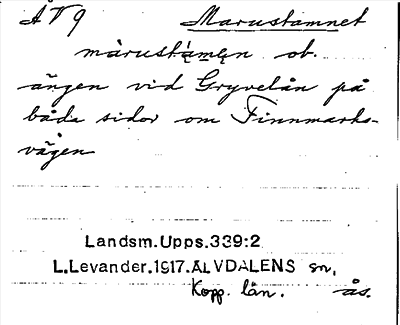 ÅV9 Marustamnet
märustämęn ob.
ängen vid Gryvelån på
båda sidor om Finnmarks-
vägen
Landsm.Upps.339:2
L.Levander.1917.ÄLVDALENS sn,
Kopp. län. ås.